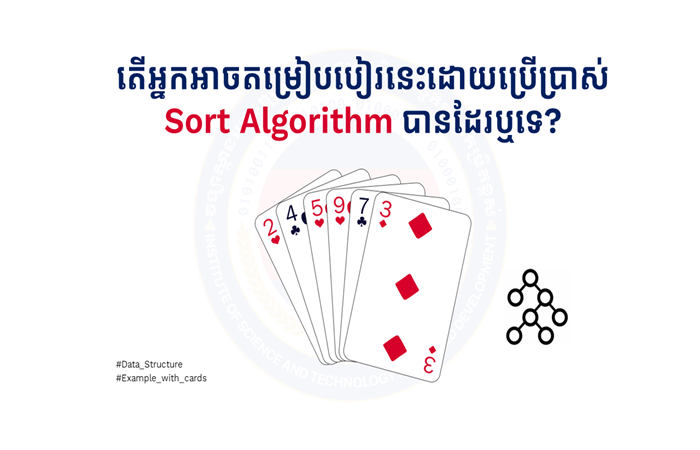 តើអ្នកអាចតម្រៀបបៀរនេះដោយប្រើប្រាស់
Sort Algorithm បានដែរឬទេ?
2 4 5 9 7 3
3
#Data_Structure
#Example_with_cards